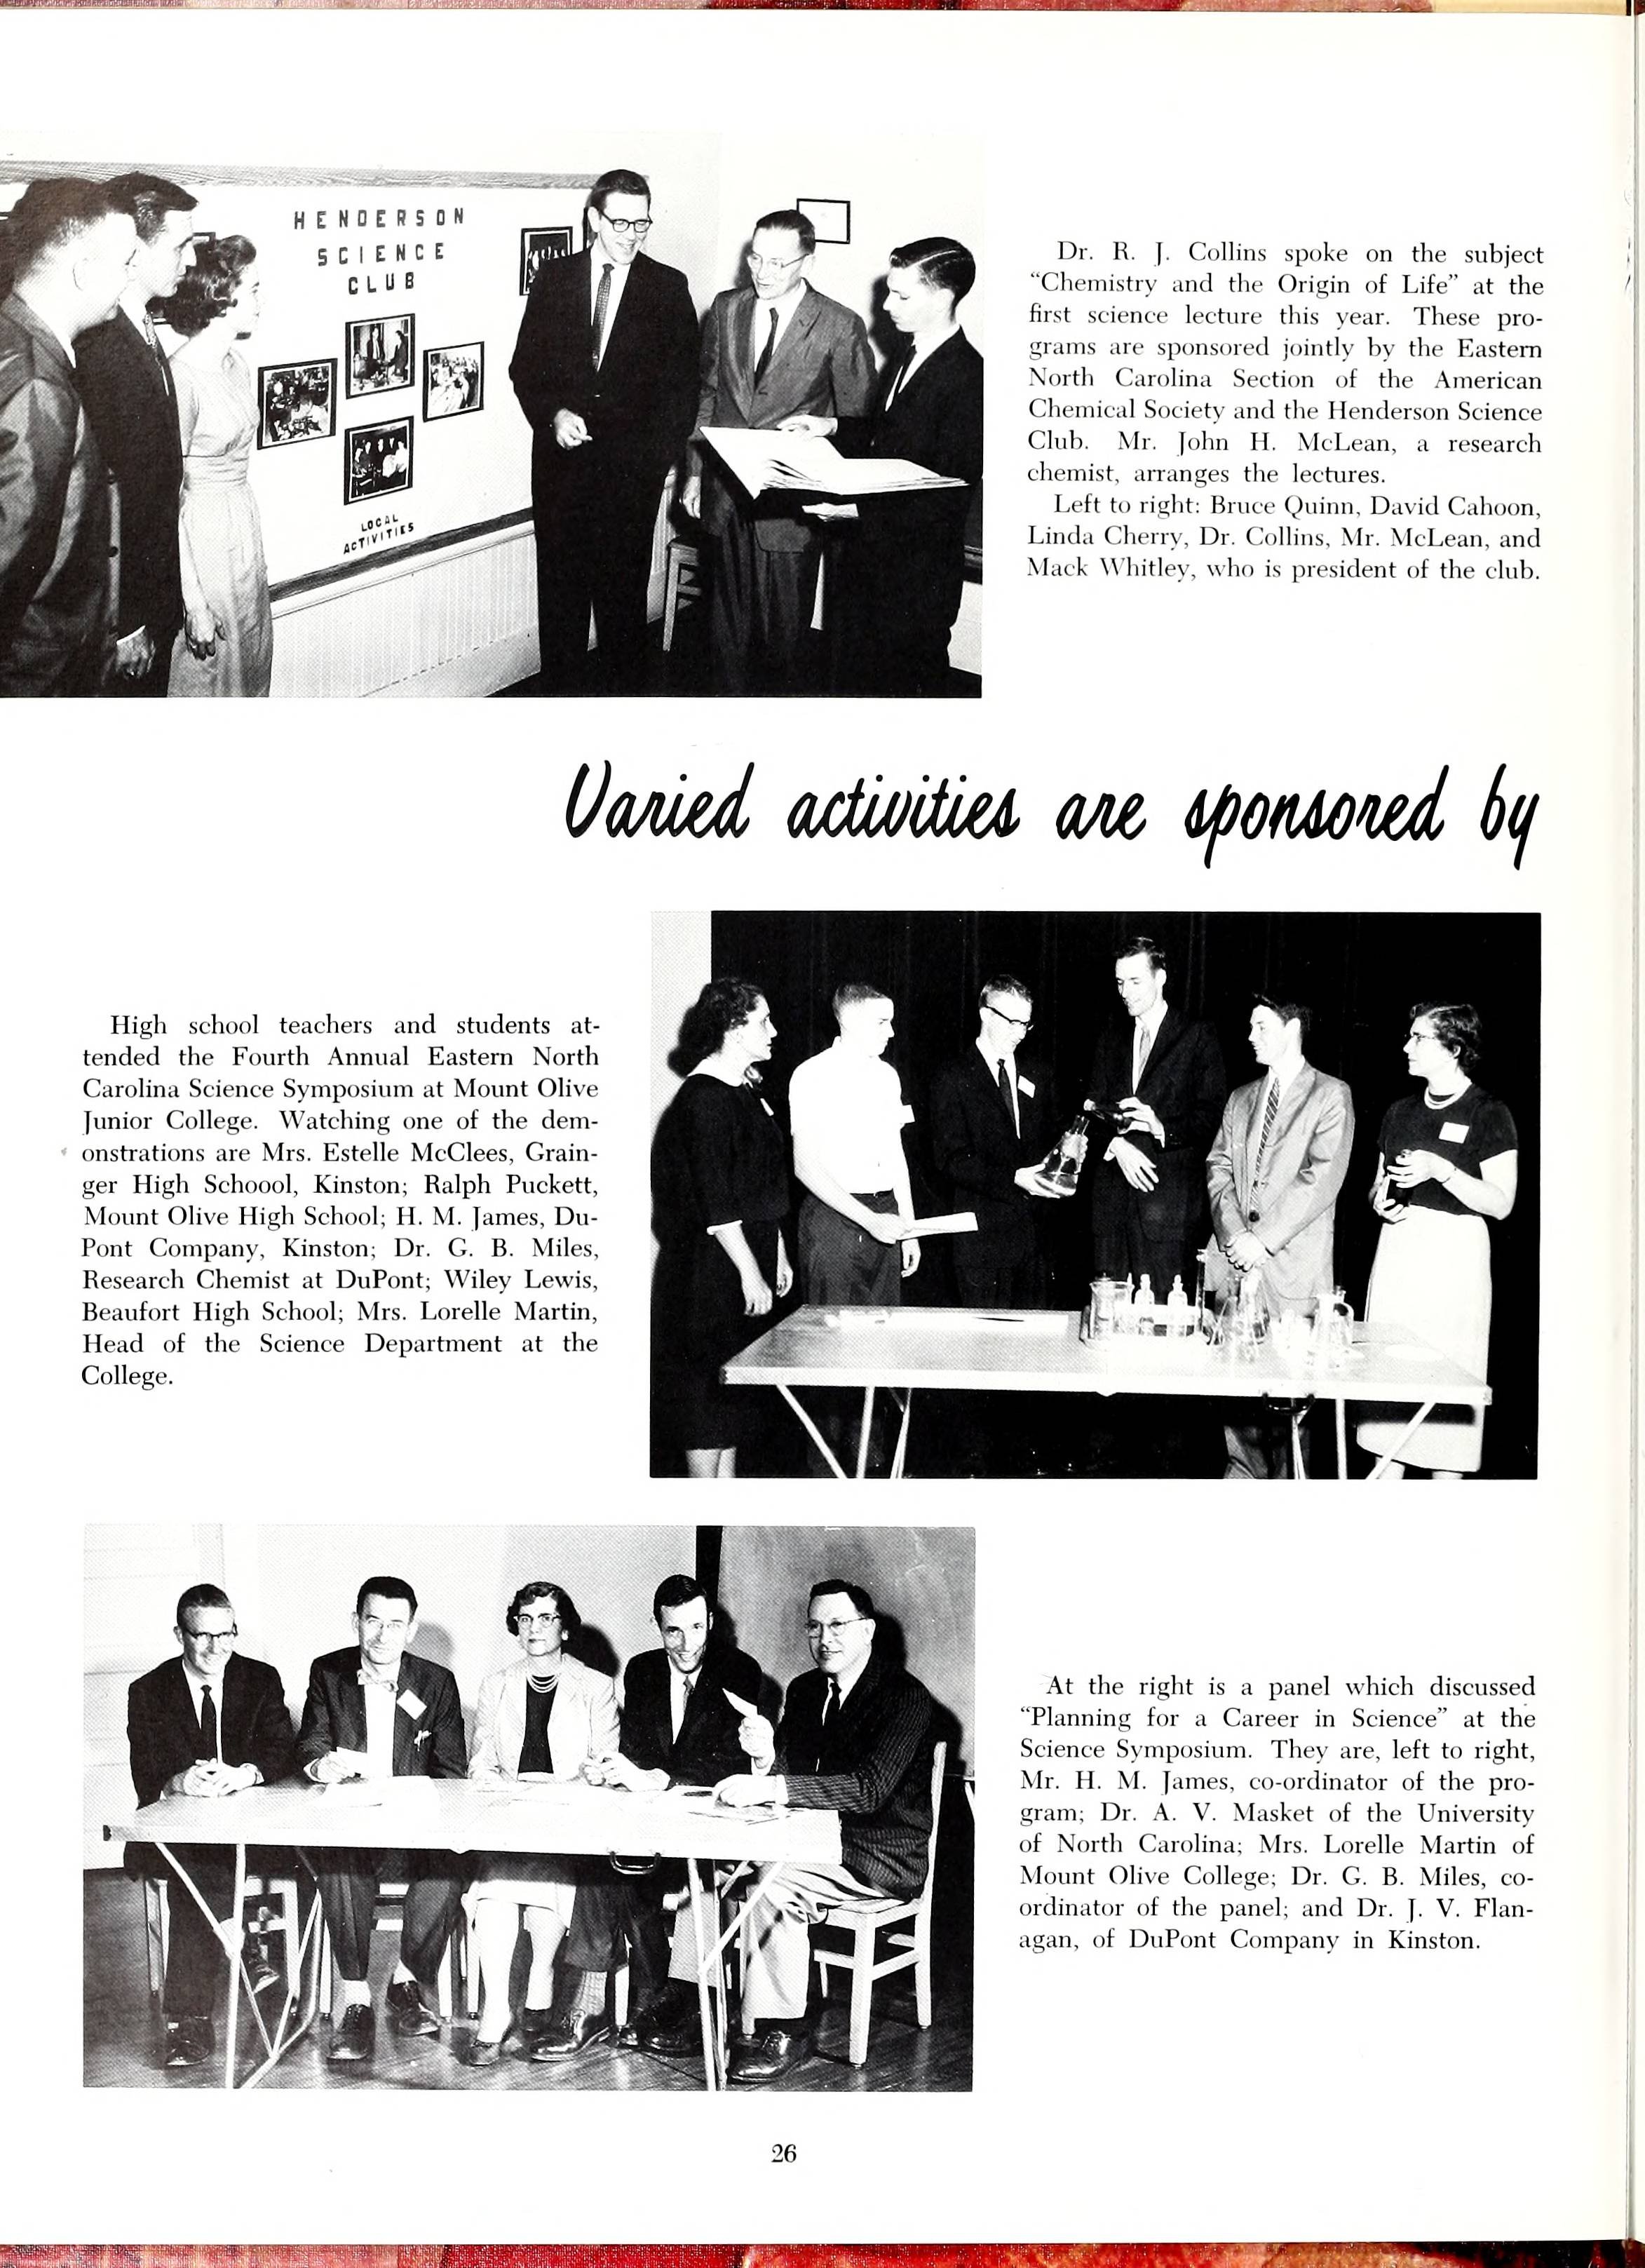 HENDERSON
SCIENCE
CLUB
LOCAL
ACTIVITIES
Dr. R. J. Collins spoke on the subject
“Chemistry and the Origin of Life” at the
first science lecture this year. These pro-
grams are sponsored jointly by the Eastern
North Carolina Section of the American
Chemical Society and the Henderson Science
Club. Mr. John H. McLean, a research
chemist, arranges the lectures.
Left to right: Bruce Quinn, David Cahoon,
Linda Cherry, Dr. Collins, Mr. McLean, and
Mack Whitley, who is president of the club.
Varied activities are sponsored by
High school teachers and students at-
tended the Fourth Annual Eastern North
Carolina Science Symposium at Mount Olive
Junior College. Watching one of the dem-
onstrations are Mrs. Estelle McClees, Grain-
ger High Schoool, Kinston; Ralph Puckett,
Mount Olive High School; H. M. James, Du-
Pont Company, Kinston; Dr. G. B. Miles,
Research Chemist at DuPont; Wiley Lewis,
Beaufort High School; Mrs. Lorelle Martin,
Head of the Science Department at the
College.
At the right is a panel which discussed
“Planning for a Career in Science” at the
Science Symposium. They are, left to right,
Mr. H. M. James, co-ordinator of the pro-
gram; Dr. A. V. Masket of the University
of North Carolina; Mrs. Lorelle Martin of
Mount Olive College; Dr. G. B. Miles, co-
ordinator of the panel; and Dr. J. V. Flan-
agan, of DuPont Company in Kinston.
26